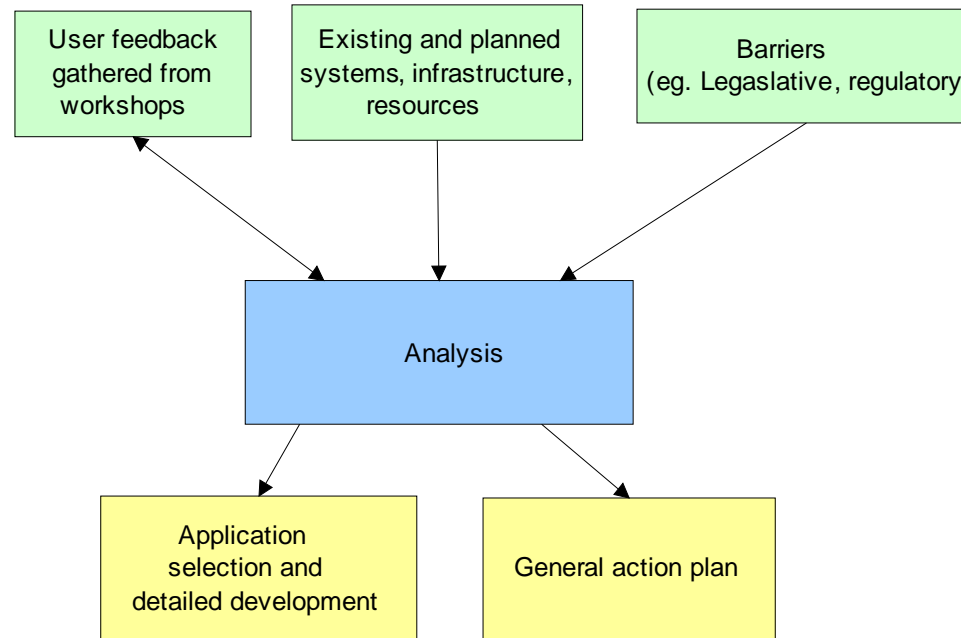 User feedback
gathered from
workshops
Existing and planned
systems, infrastructure,
resources
Barriers
(eg. Legaslative, regulatory
Analysis
Application
selection and
detailed development
General action plan